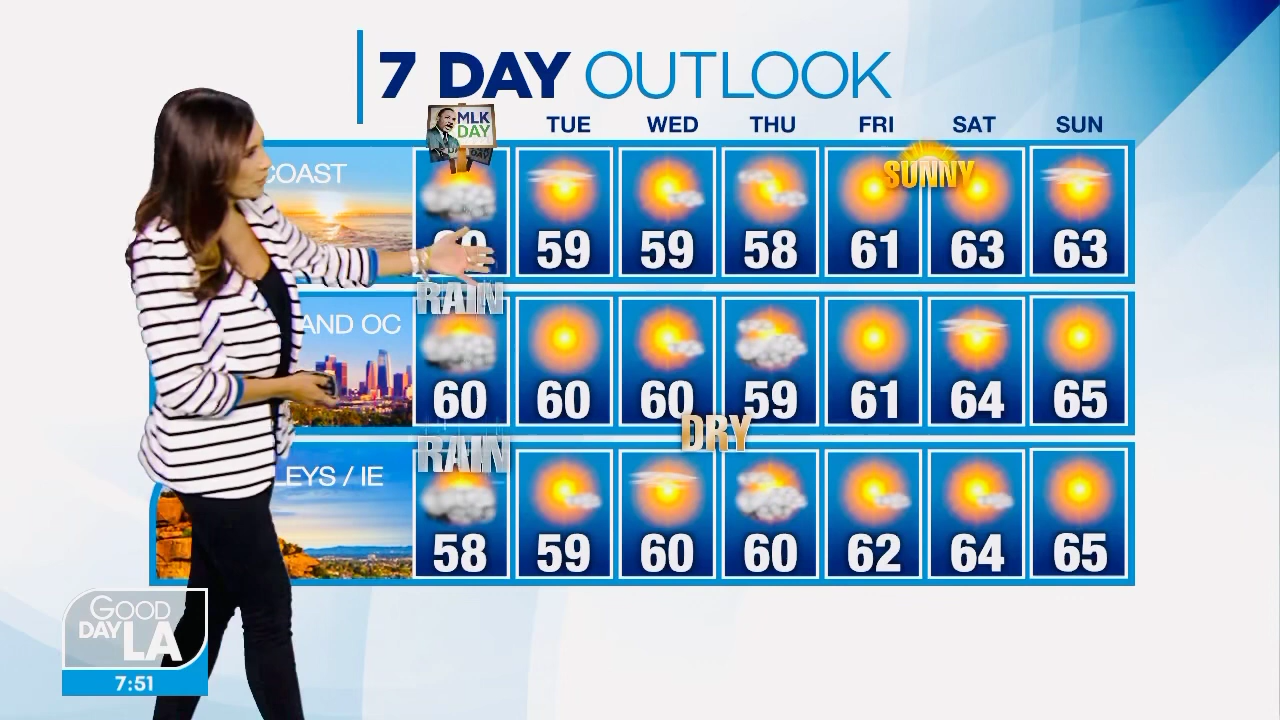 7 DAY OUTLOOK
MLK DAY TUE WED THU FRI SAT SUN
COAST
SUNNY
59 59 58 61 63 63
RAIN
AND OC
60 60 60 59 61 64 65
DRY
RAIN
LEYS / IE
58 59 60 60 62 64 65
GOOD
DAY LA
7:51